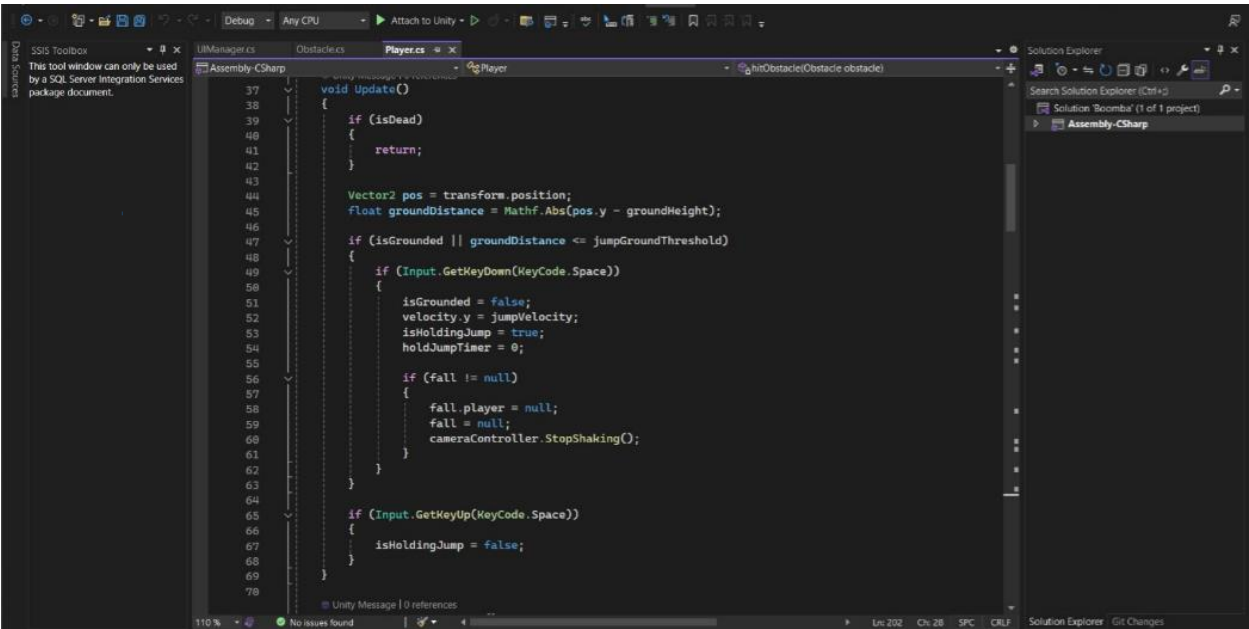 Debug Any CPU Attach to Unity
Data Sources
SSIS Toolbox
This tool window can only be used
by a SQL Server Integration Services
package document.
UIManager.cs Obstacle.cs Player.cs
Assembly-CSharp Player hitObstacle(Obstacle obstacle)
Unity Message | 0 references
37 void Update()
38 {
39 if (isDead)
40 {
41 return;
42 }
43
44 Vector2 pos = transform.position;
45 float groundDistance = Mathf.Abs(pos.y - groundHeight);
46
47 if (isGrounded || groundDistance <= jumpGroundThreshold)
48 {
49 if (Input.GetKeyDown(KeyCode.Space))
50 {
51 isGrounded = false;
52 velocity.y = jumpVelocity;
53 isHoldingJump = true;
54 holdJumpTimer = 0;
55
56 if (fall != null)
57 {
58 fall.player = null;
59 fall = null;
60 cameraController.StopShaking();
61 }
62 }
63 }
64
65 if (Input.GetKeyUp(KeyCode.Space))
66 {
67 isHoldingJump = false;
68 }
69 }
70
Unity Message | 0 references
110 % No issues found Ln: 202 Ch: 28 SPC CRLF
Solution Explorer
Search Solution Explorer (Ctrl+;)
Solution 'Boomba' (1 of 1 project)
Assembly-CSharp
Solution Explorer Git Changes